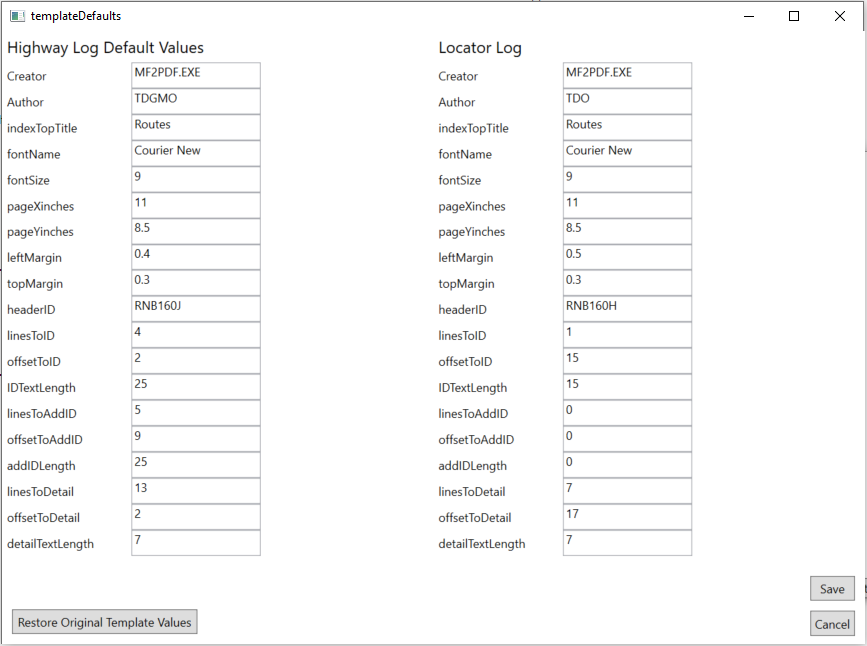 templateDefaults
Highway Log Default Values
Creator MF2PDF.EXE
Author TDGMO
indexTopTitle Routes
fontName Courier New
fontSize 9
pageXinches 11
pageYinches 8.5
leftMargin 0.4
topMargin 0.3
headerID RNB160J
linesToID 4
offsetToID 2
IDTextLength 25
linesToAddID 5
offsetToAddID 9
addIDLength 25
linesToDetail 13
offsetToDetail 2
detailTextLength 7
Locator Log
Creator MF2PDF.EXE
Author TDO
indexTopTitle Routes
fontName Courier New
fontSize 9
pageXinches 11
pageYinches 8.5
leftMargin 0.5
topMargin 0.3
headerID RNB160H
linesToID 1
offsetToID 15
IDTextLength 15
linesToAddID 0
offsetToAddID 0
addIDLength 0
linesToDetail 7
offsetToDetail 17
detailTextLength 7
Save
Restore Original Template Values
Cancel